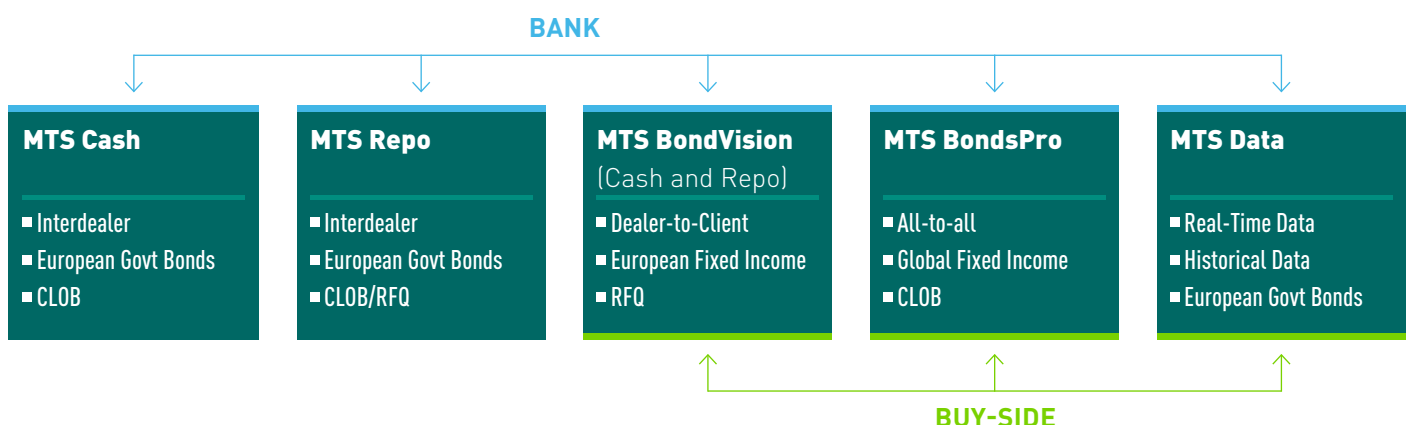 BANK
MTS Cash
Interdealer
European Govt Bonds
CLOB
MTS Repo
Interdealer
European Govt Bonds
CLOB/RFQ
MTS BondVision
(Cash and Repo)
Dealer-to-Client
European Fixed Income
RFQ
MTS BondsPro
All-to-all
Global Fixed Income
CLOB
MTS Data
Real-Time Data
Historical Data
European Govt Bonds
BUY-SIDE